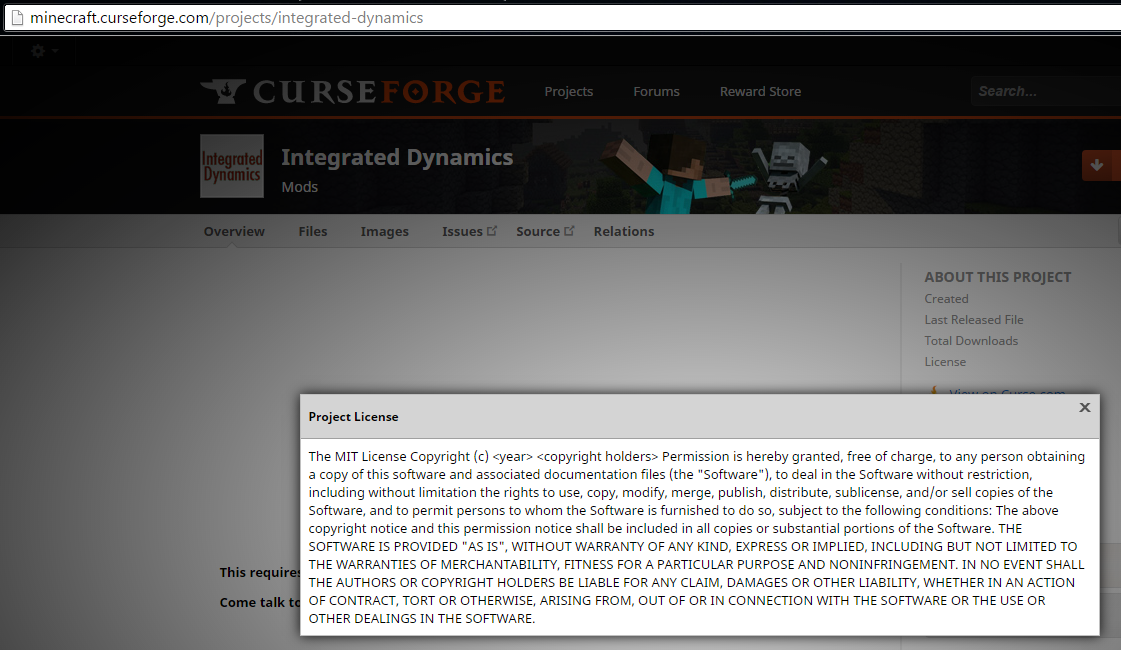 minecraft.curseforge.com/projects/integrated-dynamics
CURSEFORGE
Projects
Forums
Reward Store
Search...
Integrated
Dynamics
Integrated Dynamics
Mods
Overview
Files
Images
Issues
Source
Relations
ABOUT THIS PROJECT
Created
Last Released File
Total Downloads
License
View on Curse.com
Project License
The MIT License Copyright (c) <year> <copyright holders> Permission is hereby granted, free of charge, to any person obtaining
a copy of this software and associated documentation files (the "Software"), to deal in the Software without restriction,
including without limitation the rights to use, copy, modify, merge, publish, distribute, sublicense, and/or sell copies of the
Software, and to permit persons to whom the Software is furnished to do so, subject to the following conditions: The above
copyright notice and this permission notice shall be included in all copies or substantial portions of the Software. THE
SOFTWARE IS PROVIDED "AS IS", WITHOUT WARRANTY OF ANY KIND, EXPRESS OR IMPLIED, INCLUDING BUT NOT LIMITED TO
THE WARRANTIES OF MERCHANTABILITY, FITNESS FOR A PARTICULAR PURPOSE AND NONINFRINGEMENT. IN NO EVENT SHALL
THE AUTHORS OR COPYRIGHT HOLDERS BE LIABLE FOR ANY CLAIM, DAMAGES OR OTHER LIABILITY, WHETHER IN AN ACTION
OF CONTRACT, TORT OR OTHERWISE, ARISING FROM, OUT OF OR IN CONNECTION WITH THE SOFTWARE OR THE USE OR
OTHER DEALINGS IN THE SOFTWARE.
This requires
Come talk to